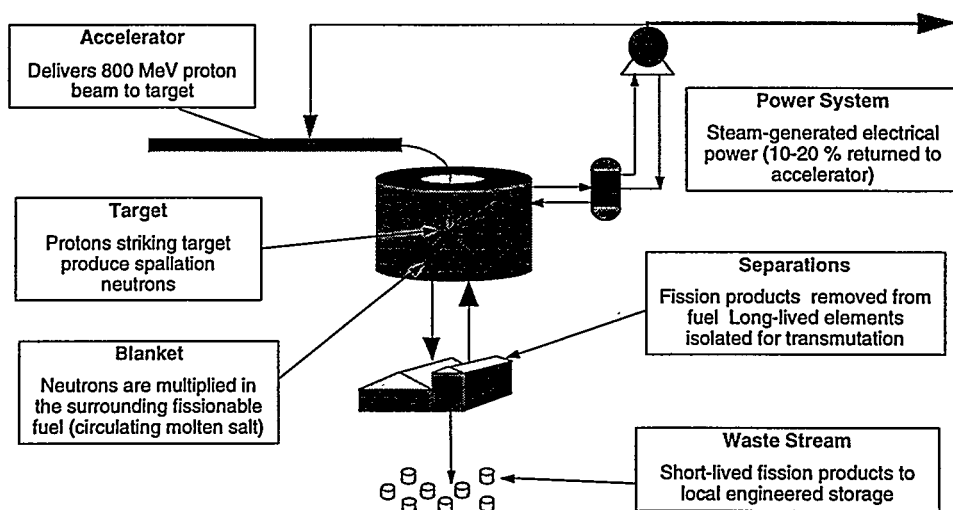 Accelerator
Delivers 800 MeV proton
beam to target
Power System
Steam-generated electrical
power (10-20 % returned to
accelerator)
Target
Protons striking target
produce spallation
neutrons
Separations
Fission products removed from
fuel Long-lived elements
isolated for transmutation
Blanket
Neutrons are multiplied in
the surrounding fissionable
fuel (circulating molten salt)
Waste Stream
Short-lived fission products to
local engineered storage